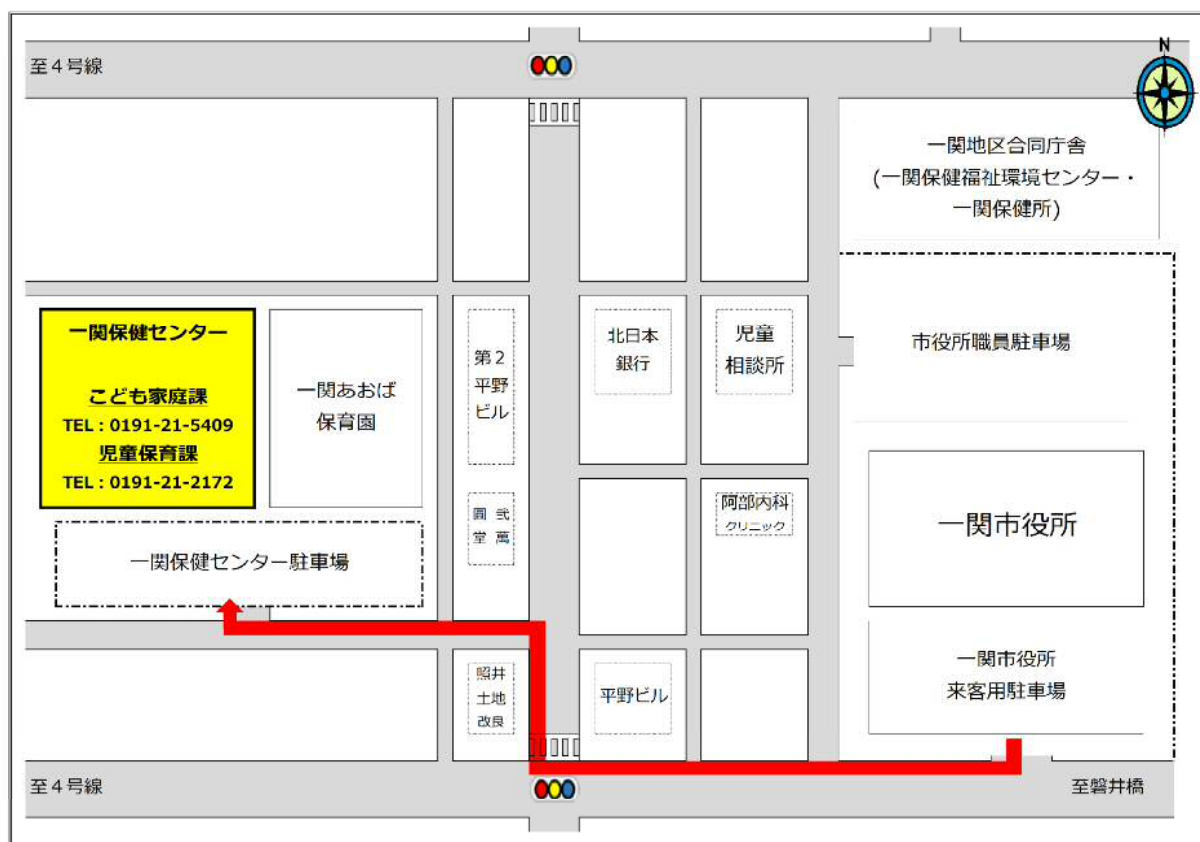 至４号線
N
一関地区合同庁舎
(一関保健福祉環境センター・
一関保健所)
一関保健センター
こども家庭課
TEL：0191-21-5409
児童保育課
TEL：0191-21-2172
一関あおば
保育園
第２
平野
ビル
北日本
銀行
児童
相談所
市役所職員駐車場
圓 弐
堂 萬
阿部内科
クリニック
一関市役所
一関保健センター駐車場
照井
土地
改良
平野ビル
一関市役所
来客用駐車場
至４号線
至磐井橋